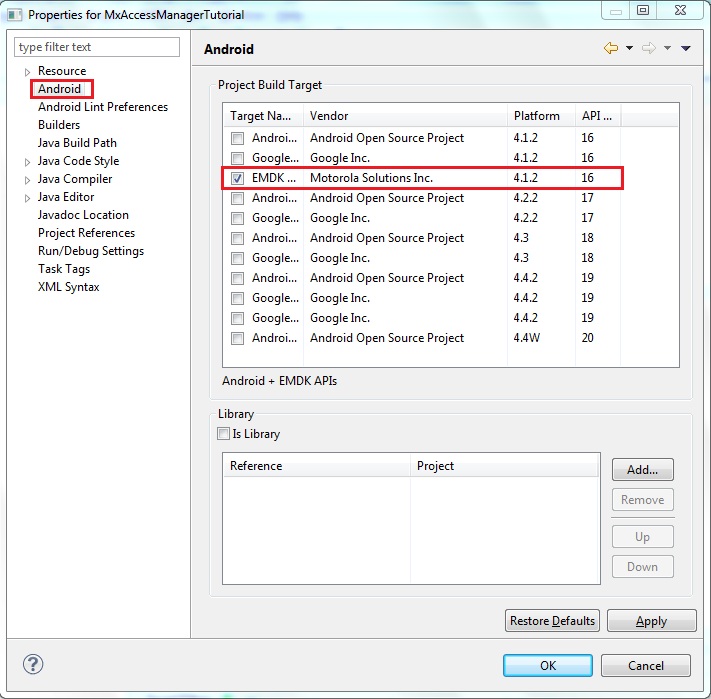 Properties for MxAccessManagerTutorial
type filter text
Resource
Android
Android Lint Preferences
Builders
Java Build Path
Java Code Style
Java Compiler
Java Editor
Javadoc Location
Project References
Run/Debug Settings
Task Tags
XML Syntax
Android
Project Build Target
Target Na... Vendor Platform API ...
Androi... Android Open Source Project 4.1.2 16
Google... Google Inc. 4.1.2 16
EMDK ... Motorola Solutions Inc. 4.1.2 16
Androi... Android Open Source Project 4.2.2 17
Google... Google Inc. 4.2.2 17
Androi... Android Open Source Project 4.3 18
Google... Google Inc. 4.3 18
Androi... Android Open Source Project 4.4.2 19
Google... Google Inc. 4.4.2 19
Google... Google Inc. 4.4.2 19
Androi... Android Open Source Project 4.4W 20
Android + EMDK APIs
Library
Is Library
Reference Project
Add...
Remove
Up
Down
Restore Defaults Apply
? OK Cancel